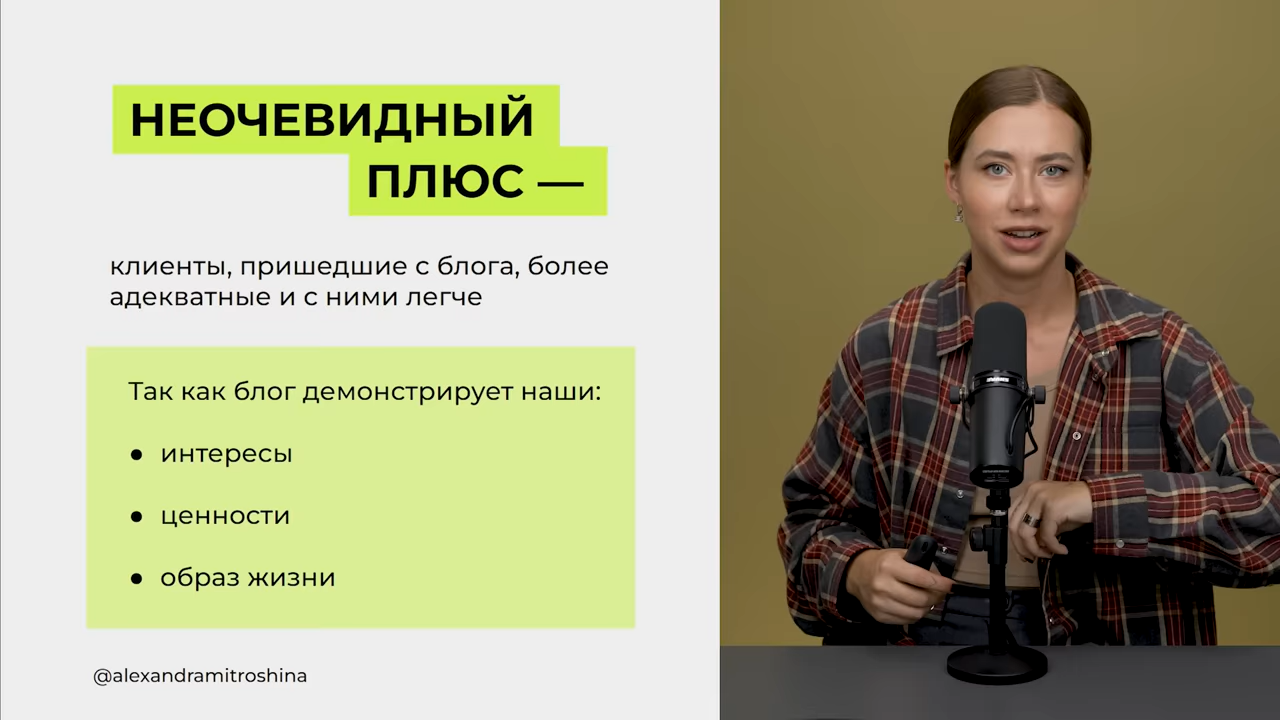 НЕОЧЕВИДНЫЙ
ПЛЮС —
клиенты, пришедшие с блога, более
адекватные и с ними легче
Так как блог демонстрирует наши:
● интересы
● ценности
● образ жизни
@alexandramitroshina